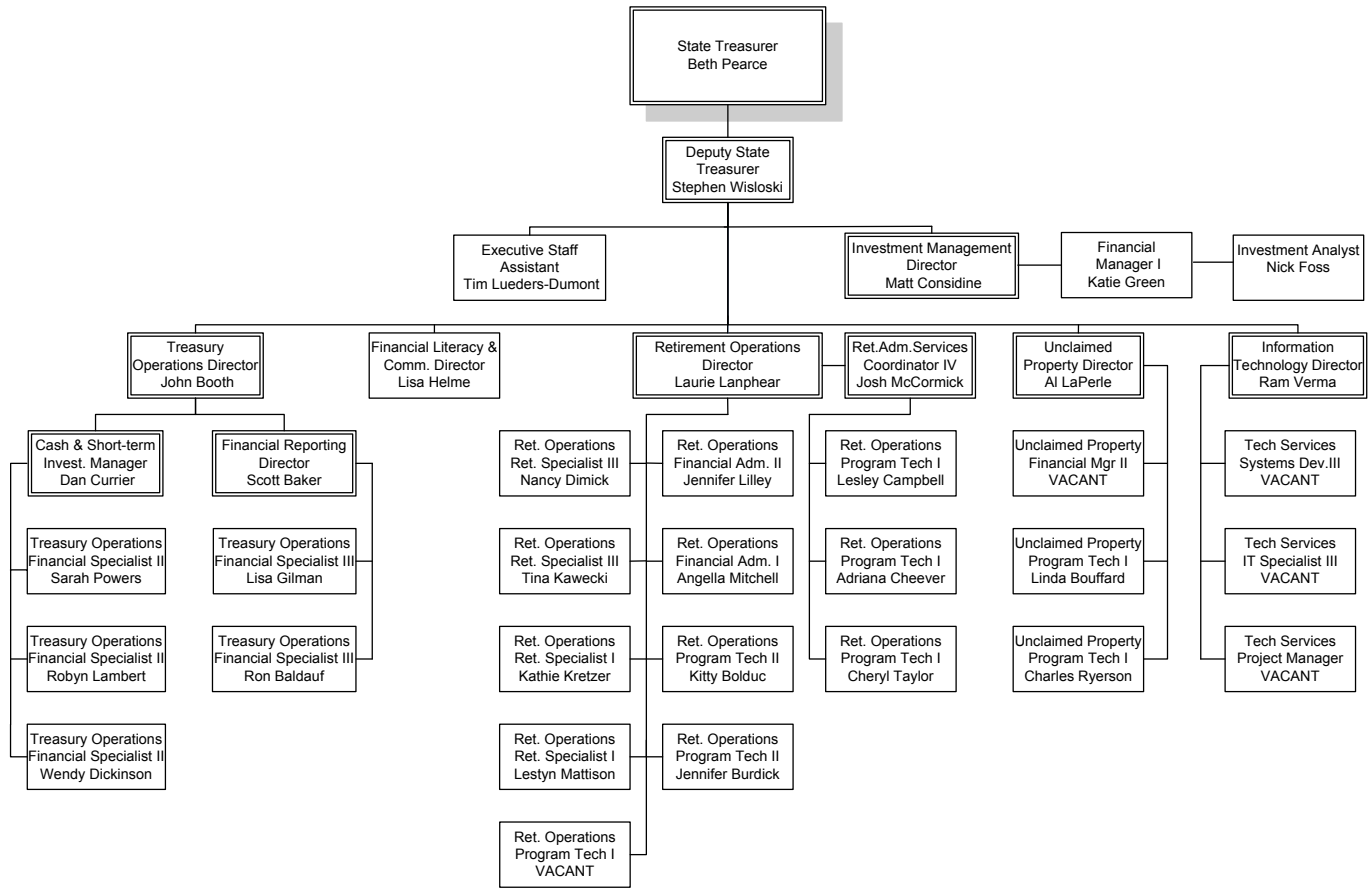 State Treasurer
Beth Pearce
Deputy State
Treasurer
Stephen Wisloski
Executive Staff
Assistant
Tim Lueders-Dumont
Investment Management
Director
Matt Considine
Financial
Manager I
Katie Green
Investment Analyst
Nick Foss
Treasury
Operations Director
John Booth
Financial Literacy &
Comm. Director
Lisa Helme
Retirement Operations
Director
Laurie Lanphear
Ret.Adm.Services
Coordinator IV
Josh McCormick
Unclaimed
Property Director
Al LaPerle
Information
Technology Director
Ram Verma
Cash & Short-term
Invest. Manager
Dan Currier
Financial Reporting
Director
Scott Baker
Ret. Operations
Ret. Specialist III
Nancy Dimick
Ret. Operations
Financial Adm. II
Jennifer Lilley
Ret. Operations
Program Tech I
Lesley Campbell
Unclaimed Property
Financial Mgr II
VACANT
Tech Services
Systems Dev.III
VACANT
Treasury Operations
Financial Specialist II
Sarah Powers
Treasury Operations
Financial Specialist III
Lisa Gilman
Ret. Operations
Ret. Specialist III
Tina Kawecki
Ret. Operations
Financial Adm. I
Angella Mitchell
Ret. Operations
Program Tech I
Adriana Cheever
Unclaimed Property
Program Tech I
Linda Bouffard
Tech Services
IT Specialist III
VACANT
Treasury Operations
Financial Specialist II
Robyn Lambert
Treasury Operations
Financial Specialist III
Ron Baldauf
Ret. Operations
Ret. Specialist I
Kathie Kretzer
Ret. Operations
Program Tech II
Kitty Bolduc
Ret. Operations
Program Tech I
Cheryl Taylor
Unclaimed Property
Program Tech I
Charles Ryerson
Tech Services
Project Manager
VACANT
Treasury Operations
Financial Specialist II
Wendy Dickinson
Ret. Operations
Ret. Specialist I
Lestyn Mattison
Ret. Operations
Program Tech II
Jennifer Burdick
Ret. Operations
Program Tech I
VACANT